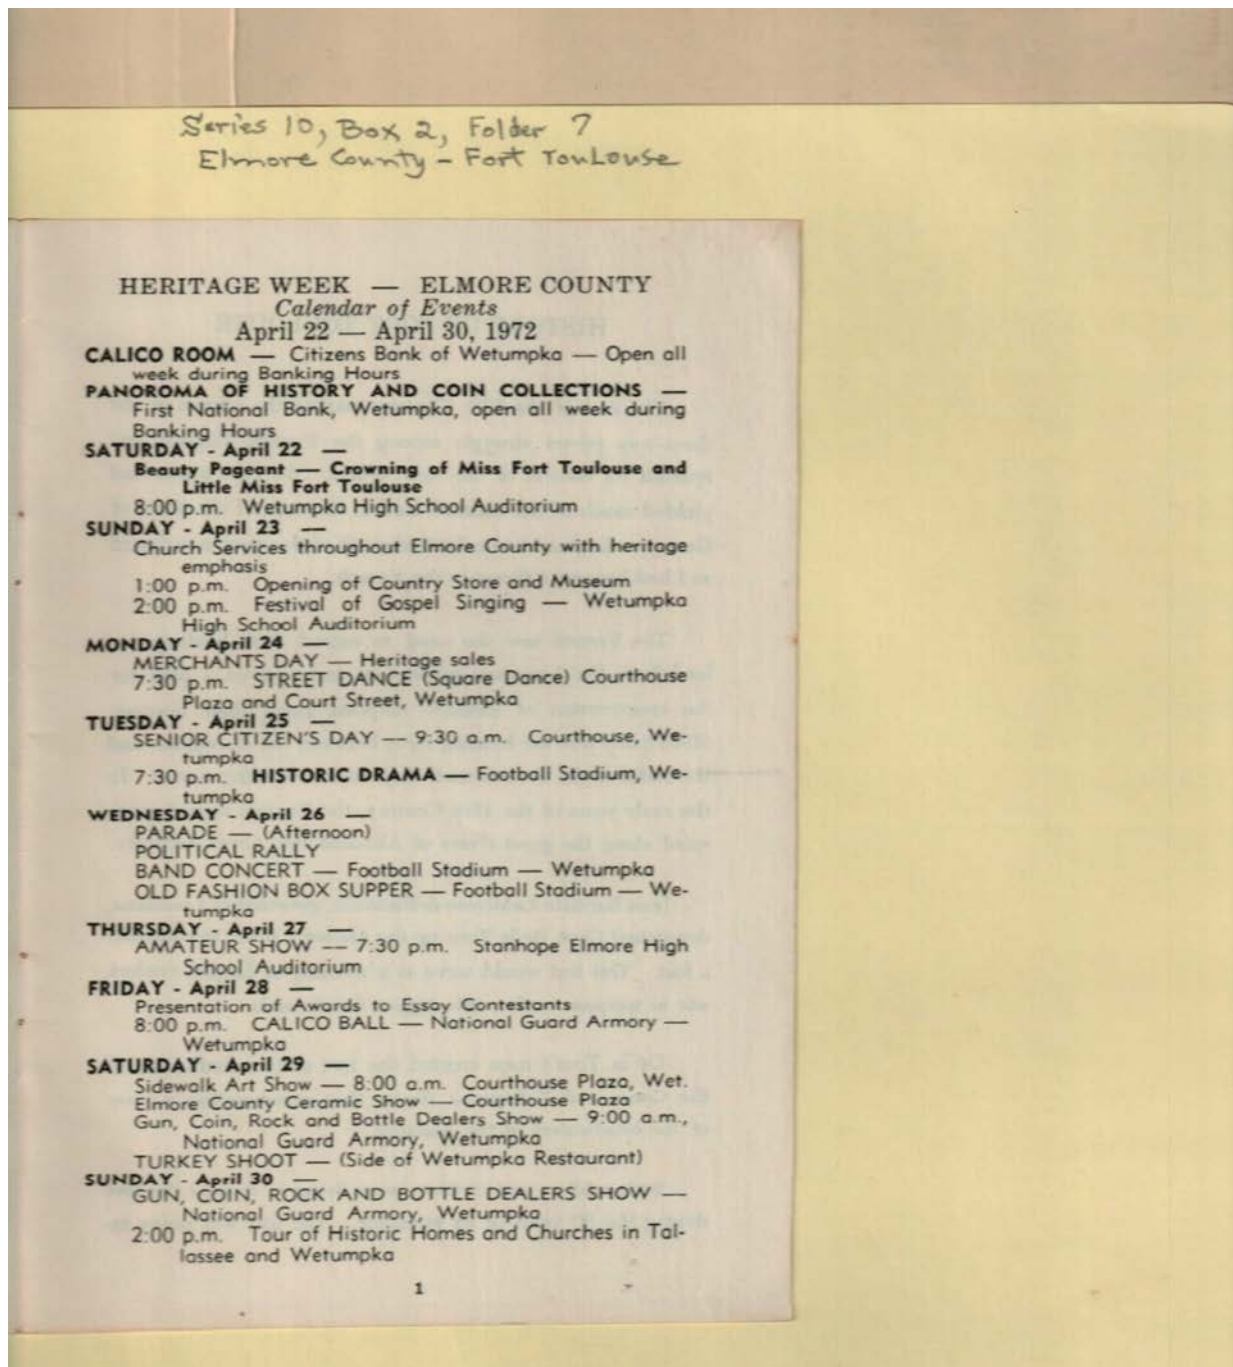 Series 10, Box 2, Folder 7
Elmore County - Fort Toulouse
HERITAGE WEEK — ELMORE COUNTY
Calendar of Events
April 22 — April 30, 1972
CALICO ROOM — Citizens Bank of Wetumpka — Open all
week during Banking Hours
PANOROMA OF HISTORY AND COIN COLLECTIONS —
First National Bank, Wetumpka, open all week during
Banking Hours
SATURDAY - April 22 —
Beauty Pageant — Crowning of Miss Fort Toulouse and
Little Miss Fort Toulouse
8:00 p.m. Wetumpka High School Auditorium
SUNDAY - April 23 —
Church Services throughout Elmore County with heritage
emphasis
1:00 p.m. Opening of Country Store and Museum
2:00 p.m. Festival of Gospel Singing — Wetumpka
High School Auditorium
MONDAY - April 24 —
MERCHANTS DAY — Heritage sales
7:30 p.m. STREET DANCE (Square Dance) Courthouse
Plaza and Court Street, Wetumpka
TUESDAY - April 25 —
SENIOR CITIZEN'S DAY — 9:30 a.m. Courthouse, We-
tumpka
7:30 p.m. HISTORIC DRAMA — Football Stadium, We-
tumpka
WEDNESDAY - April 26 —
PARADE — (Afternoon)
POLITICAL RALLY
BAND CONCERT — Football Stadium — Wetumpka
OLD FASHION BOX SUPPER — Football Stadium — We-
tumpka
THURSDAY - April 27 —
AMATEUR SHOW — 7:30 p.m. Stanhope Elmore High
School Auditorium
FRIDAY - April 28 —
Presentation of Awards to Essay Contestants
8:00 p.m. CALICO BALL — National Guard Armory —
Wetumpka
SATURDAY - April 29 —
Sidewalk Art Show — 8:00 a.m. Courthouse Plaza, Wet.
Elmore County Ceramic Show — Courthouse Plaza
Gun, Coin, Rock and Bottle Dealers Show — 9:00 a.m.,
National Guard Armory, Wetumpka
TURKEY SHOOT — (Side of Wetumpka Restaurant)
SUNDAY - April 30 —
GUN, COIN, ROCK AND BOTTLE DEALERS SHOW —
National Guard Armory, Wetumpka
2:00 p.m. Tour of Historic Homes and Churches in Tal-
lassee and Wetumpka
1